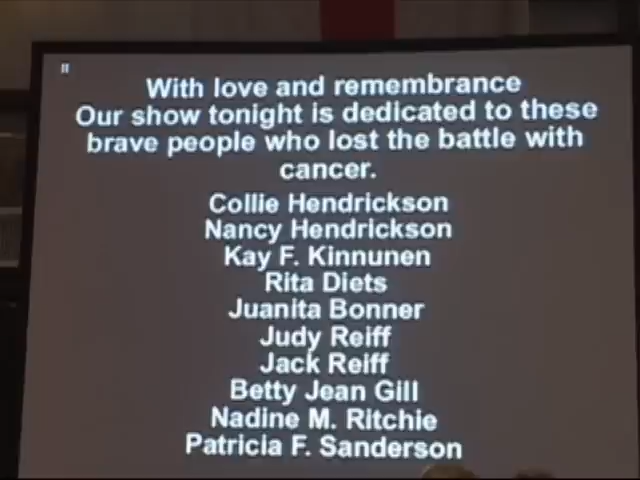 With love and remembrance
Our show tonight is dedicated to these
brave people who lost the battle with
cancer.
Collie Hendrickson
Nancy Hendrickson
Kay F. Kinnunen
Rita Diets
Juanita Bonner
Judy Reiff
Jack Reiff
Betty Jean Gill
Nadine M. Ritchie
Patricia F. Sanderson